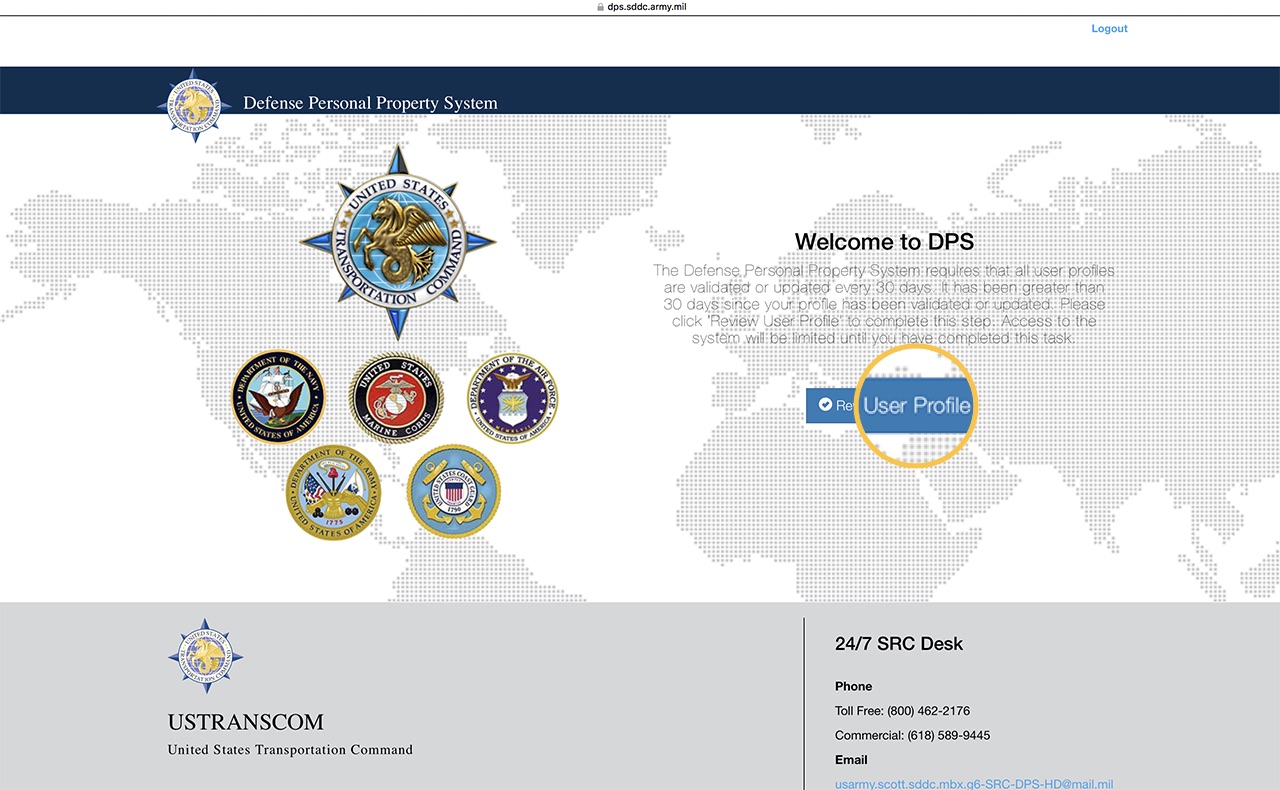 dps.sddc.army.mil
Logout
Defense Personal Property System
UNITED STATES
TRANSPORTATION COMMAND
Welcome to DPS
The Defense Personal Property System requires that all user profiles
are validated or updated every 30 days. It has been greater than
30 days since your profile has been validated or updated. Please
click 'Review User Profile' to complete this step. Access to the
system will be limited until you have completed this task.
DEPARTMENT OF THE NAVY
UNITED STATES OF AMERICA
UNITED STATES
MARINE CORPS
DEPARTMENT OF THE AIR FORCE
UNITED STATES OF AMERICA
MCMXLVII
Re User Profile
DEPARTMENT OF THE ARMY
UNITED STATES OF AMERICA
1775
UNITED STATES COAST GUARD
1790
UNITED STATES
TRANSPORTATION COMMAND
USTRANSCOM
United States Transportation Command
24/7 SRC Desk
Phone
Toll Free: (800) 462-2176
Commercial: (618) 589-9445
Email
usarmy.scott.sddc.mbx.g6-SRC-DPS-HD@mail.mil